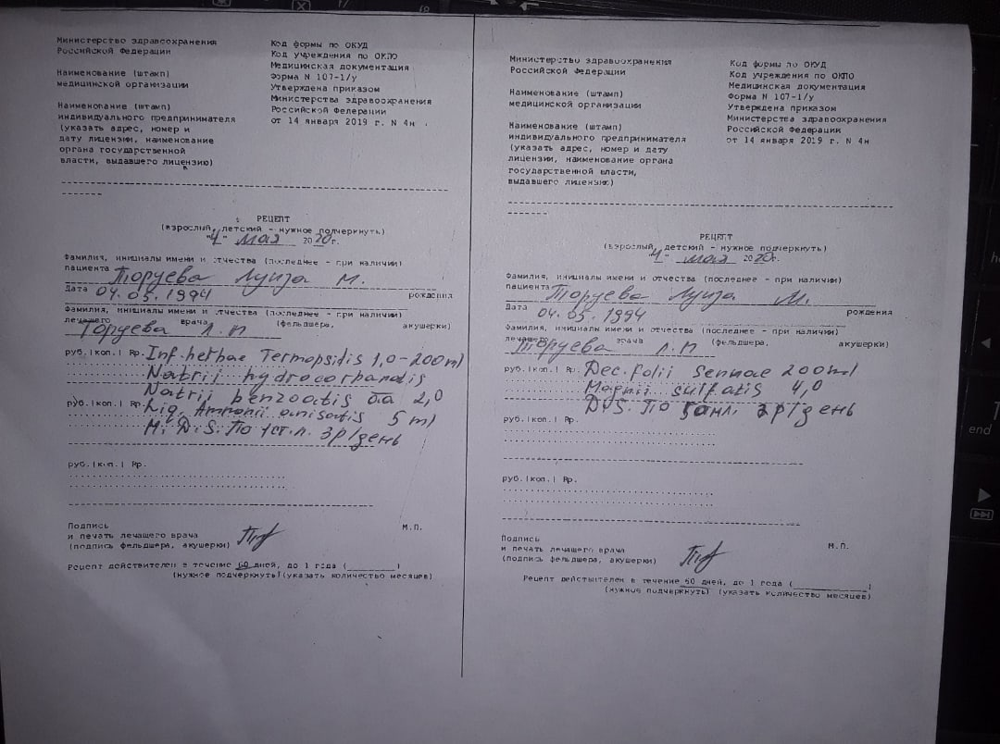 Министерство здравоохранения
Российской Федерации
Наименование (штамп)
медицинской организации
Наименование (штамп)
индивидуального предпринимателя
(указать адрес, номер и
дату лицензии, наименование
органа государственной
власти, выдавшего лицензию)
Код формы по ОКУД
Код учреждения по ОКПО
Медицинская документация
Форма N 107-1/у
Утверждена приказом
Министерства здравоохранения
Российской Федерации
от 14 января 2019 г. N 4н
РЕЦЕПТ
(взрослый, детский - нужное подчеркнуть)
"4" мая 2020г.
Фамилия, инициалы имени и отчества (последнее - при наличии)
пациента Торуева Луиза М.
Дата 04.05.1994 рождения
Фамилия, инициалы имени и отчества (последнее - при наличии)
лечащего врача (фельдшера, акушерки)
Торуева Л.П
руб.|коп.| Rp. Inf. herbae Termopsidis 1,0-200ml
Natrii hydrocarbonatis
Natrii benzoatis āā 2,0
руб.|коп.| Rp. Liq. Ammonii anisatis 5 ml
M. D. S. По 1 ст. л. 3 р/день
руб.|коп.| Rp.
Подпись
и печать лечащего врача
(подпись фельдшера, акушерки)
М.П.
Рецепт действителен в течение 60 дней, до 1 года (________)
(нужное подчеркнуть) (указать количество месяцев)
Министерство здравоохранения
Российской Федерации
Наименование (штамп)
медицинской организации
Наименование (штамп)
индивидуального предпринимателя
(указать адрес, номер и дату
лицензии, наименование органа
государственной власти,
выдавшего лицензию)
Код формы по ОКУД
Код учреждения по ОКПО
Медицинская документация
Форма N 107-1/у
Утверждена приказом
Министерства здравоохранения
Российской Федерации
от 14 января 2019 г. N 4н
РЕЦЕПТ
(взрослый, детский - нужное подчеркнуть)
"4" мая 2020г.
Фамилия, инициалы имени и отчества (последнее - при наличии)
пациента Торуева Луиза М.
Дата 04.05.1994 рождения
Фамилия, инициалы имени и отчества (последнее - при наличии)
лечащего врача (фельдшера, акушерки)
Торуева Л.П
руб.|коп.| Rp. Dec. folii Sennae 200ml
Magnii sulfatis 4,0
D.S. По 3р/день
руб.|коп.| Rp.
руб.|коп.| Rp.
Подпись
и печать лечащего врача
(подпись фельдшера, акушерки)
М.П.
Рецепт действителен в течение 60 дней, до 1 года (________)
(нужное подчеркнуть) (указать количество месяцев)
end